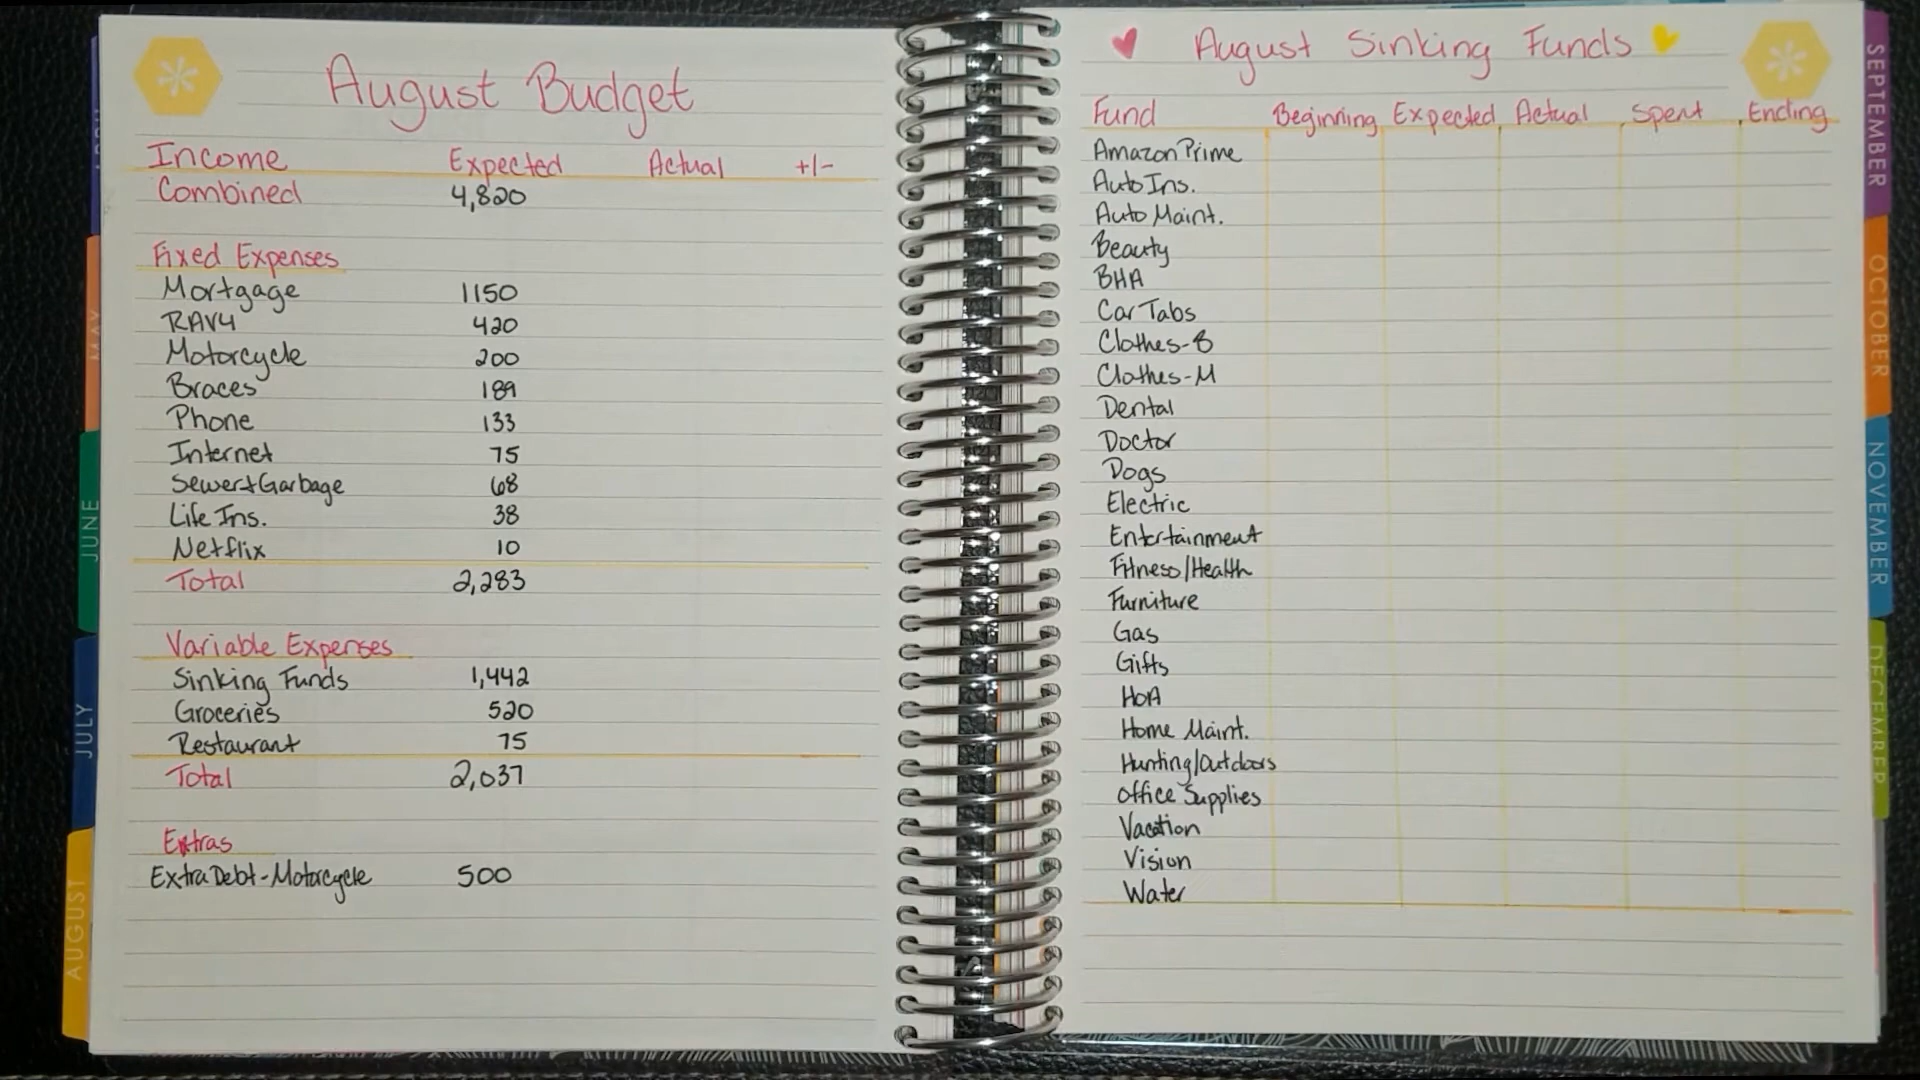 August Budget
Income Expected Actual +/-
Combined 4,820
Fixed Expenses
Mortgage 1150
RAV4 420
Motorcycle 200
Braces 189
Phone 133
Internet 75
Sewer+Garbage 68
Life Ins. 38
Netflix 10
Total 2,283
Variable Expenses
Sinking Funds 1,442
Groceries 520
Restaurant 75
Total 2,037
Extras
Extra Debt-Motorcycle 500
August Sinking Funds
Fund Beginning Expected Actual Spent Ending
Amazon Prime
Auto Ins.
Auto Maint.
Beauty
BHA
Car Tabs
Clothes-B
Clothes-M
Dental
Doctor
Dogs
Electric
Entertainment
Fitness/Health
Furniture
Gas
Gifts
HOA
Home Maint.
Hunting/Outdoors
Office Supplies
Vacation
Vision
Water
APRIL
MAY
JUNE
JULY
AUGUST
SEPTEMBER
OCTOBER
NOVEMBER
DECEMBER